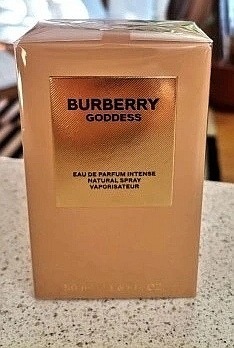 BURBERRY
GODDESS
EAU DE PARFUM INTENSE
NATURAL SPRAY
VAPORISATEUR